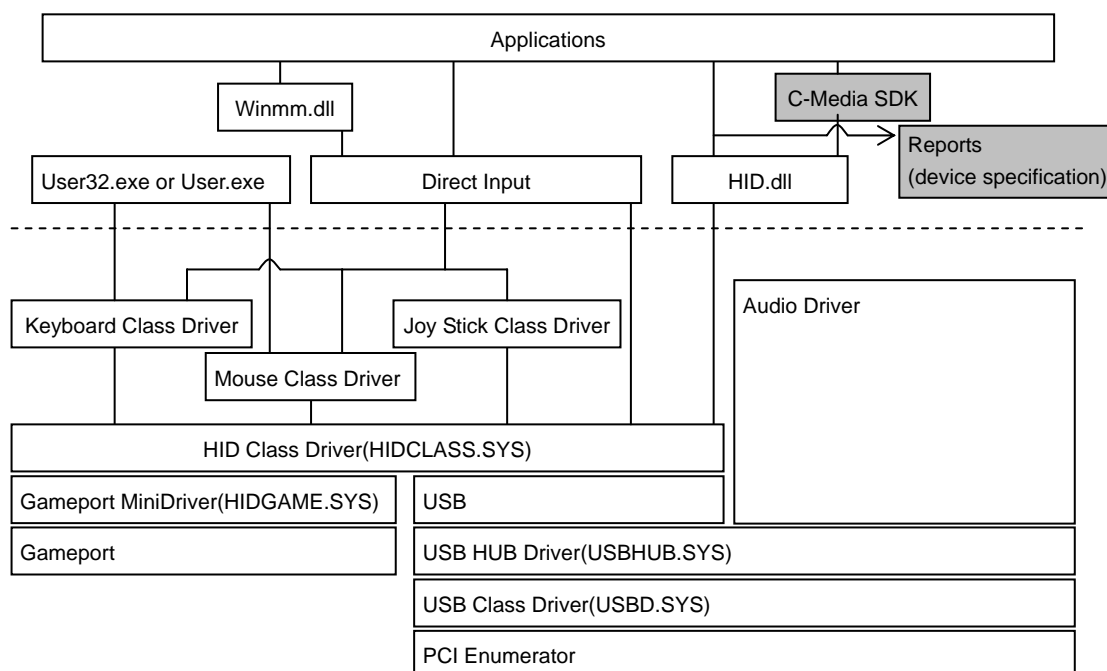 Applications
Winmm.dll
C-Media SDK
Reports
(device specification)
User32.exe or User.exe
Direct Input
HID.dll
Keyboard Class Driver
Joy Stick Class Driver
Audio Driver
Mouse Class Driver
HID Class Driver(HIDCLASS.SYS)
Gameport MiniDriver(HIDGAME.SYS)
USB
Gameport
USB HUB Driver(USBHUB.SYS)
USB Class Driver(USBD.SYS)
PCI Enumerator